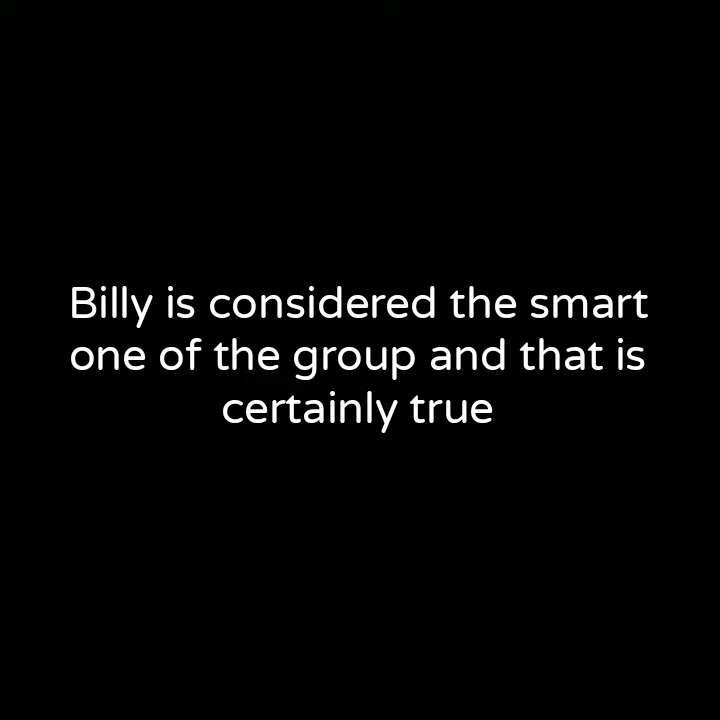 Billy is considered the smart
one of the group and that is
certainly true